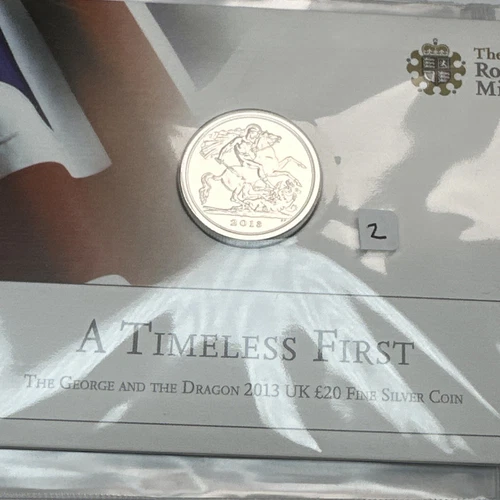 The
Ro
Mi
2013
2
A TIMELESS FIRST
THE GEORGE AND THE DRAGON 2013 UK £20 FINE SILVER COIN